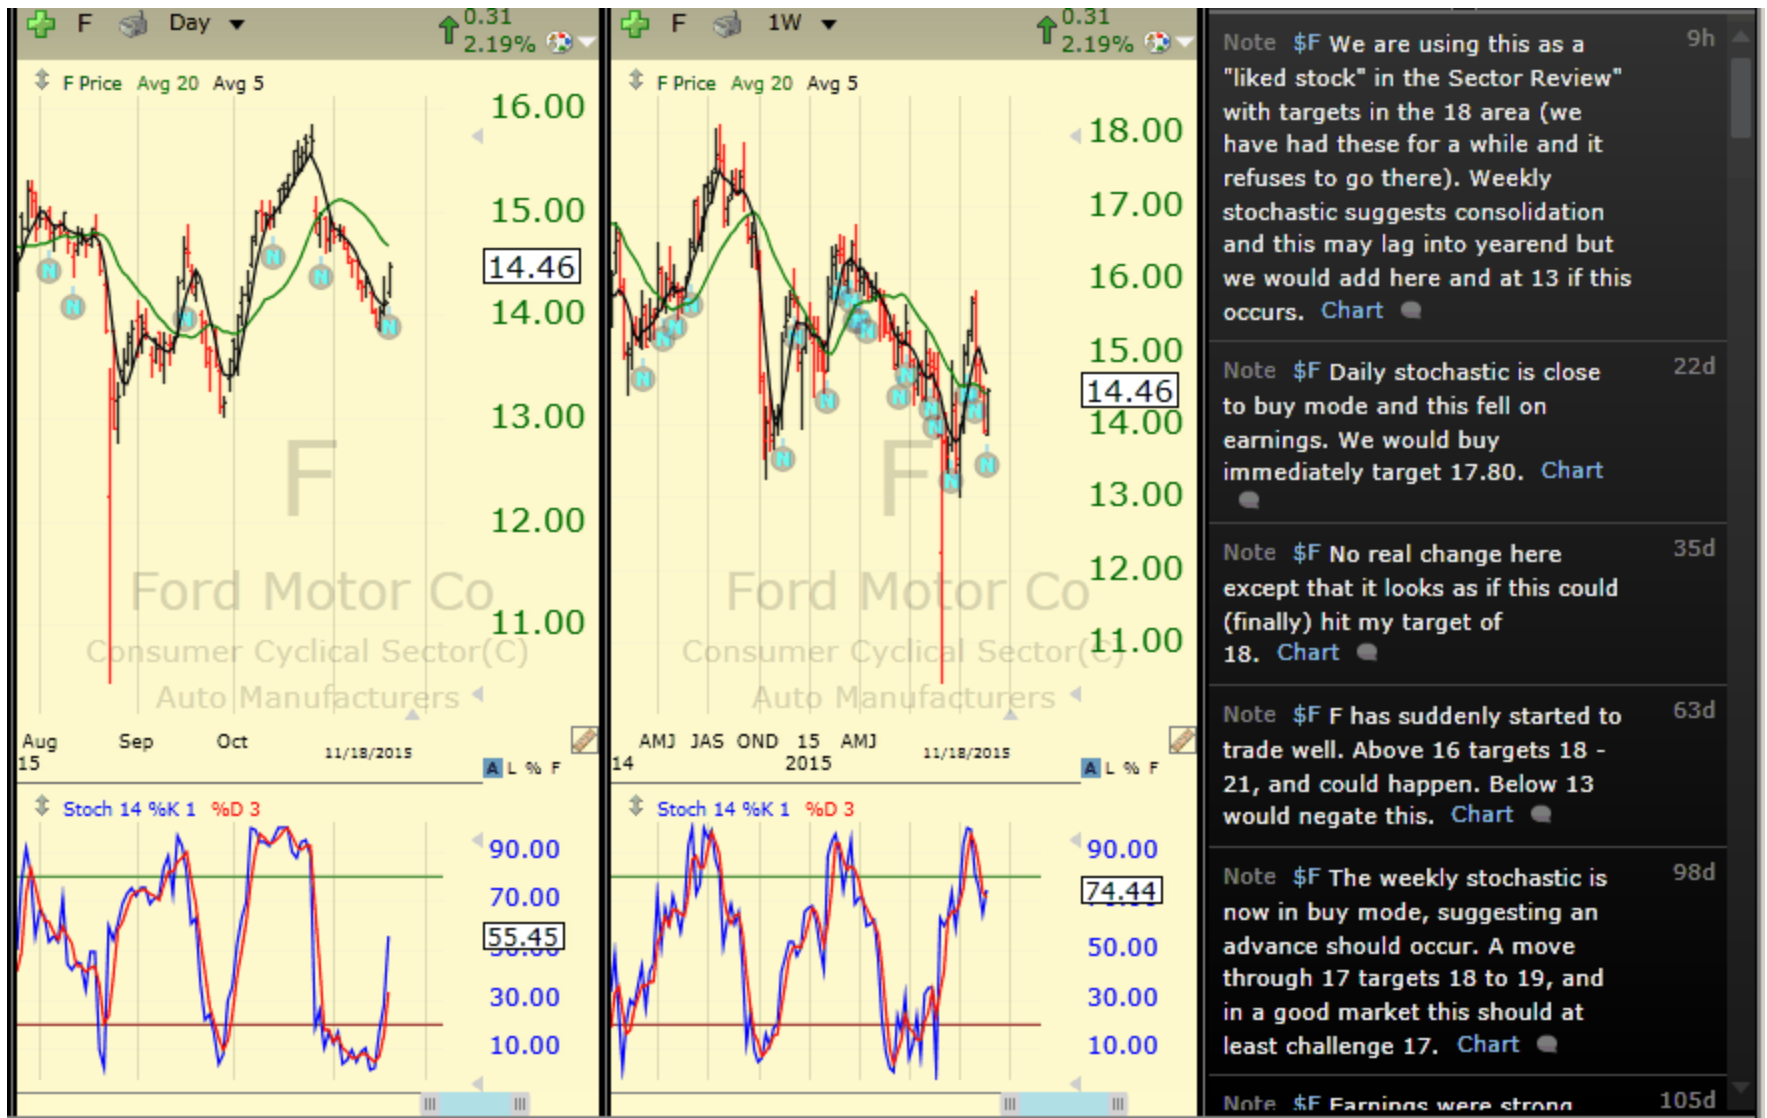 F Day 0.31
2.19%
F Price Avg 20 Avg 5
16.00
15.00
14.46
14.00
13.00
F
12.00
Ford Motor Co
11.00
Consumer Cyclical Sector(C)
Auto Manufacturers
Aug Sep Oct 11/18/2015
15
A L % F
Stoch 14 %K 1 %D 3
90.00
70.00
55.45
30.00
10.00
F 1W 0.31
2.19%
F Price Avg 20 Avg 5
18.00
17.00
16.00
15.00
14.46
14.00
F
13.00
12.00
Ford Motor Co
11.00
Consumer Cyclical Sector(C)
Auto Manufacturers
AMJ JAS OND 15 AMJ 11/18/2015
14 2015
A L % F
Stoch 14 %K 1 %D 3
90.00
74.44
50.00
30.00
10.00
Note $F We are using this as a 9h
"liked stock" in the Sector Review"
with targets in the 18 area (we
have had these for a while and it
refuses to go there). Weekly
stochastic suggests consolidation
and this may lag into yearend but
we would add here and at 13 if this
occurs. Chart
Note $F Daily stochastic is close 22d
to buy mode and this fell on
earnings. We would buy
immediately target 17.80. Chart
Note $F No real change here 35d
except that it looks as if this could
(finally) hit my target of
18. Chart
Note $F F has suddenly started to 63d
trade well. Above 16 targets 18 -
21, and could happen. Below 13
would negate this. Chart
Note $F The weekly stochastic is 98d
now in buy mode, suggesting an
advance should occur. A move
through 17 targets 18 to 19, and
in a good market this should at
least challenge 17. Chart
Note $F Earnings were strong 105d